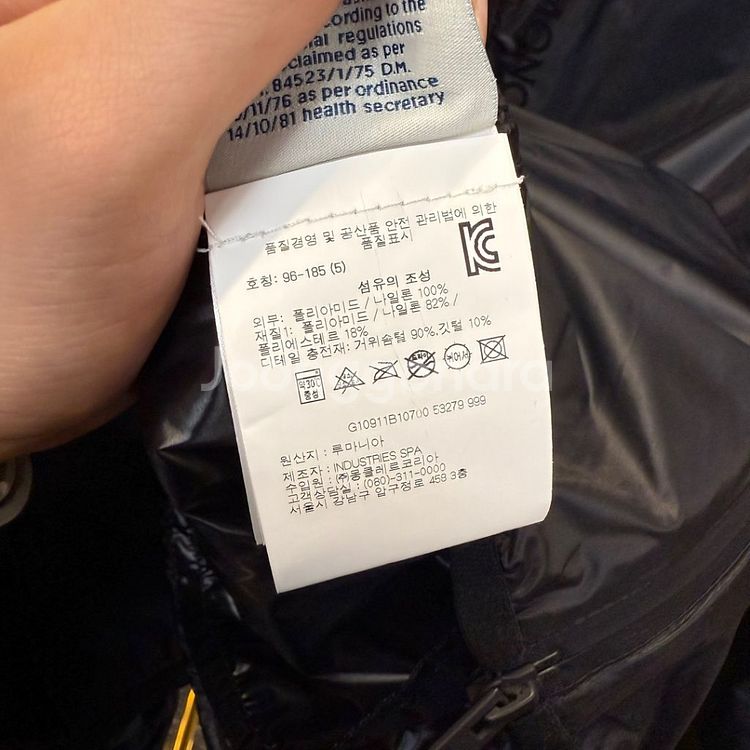 cording to the
al regulations
claimed as per
84523/1/75 D.M.
/11/76 as per ordinance
14/10/81 health secretary
품질경영 및 공산품 안전 관리법에 의한
품질표시
호칭: 96-185 (5)
섬유의 조성
외부: 폴리아미드 / 나일론 100%
재질1: 폴리아미드 / 나일론 82% /
폴리에스테르 18%
디테일 충전재: 거위솜털 90%, 깃털 10%
약30℃
중성
Joonggonara
G10911B10700 53279 999
원산지 : 루마니아
제조자 : INDUSTRIES SPA
수입원 : (주)몽클레르코리아
고객상담실 : (080)-311-0000
서울시 강남구 압구정로 458 3층